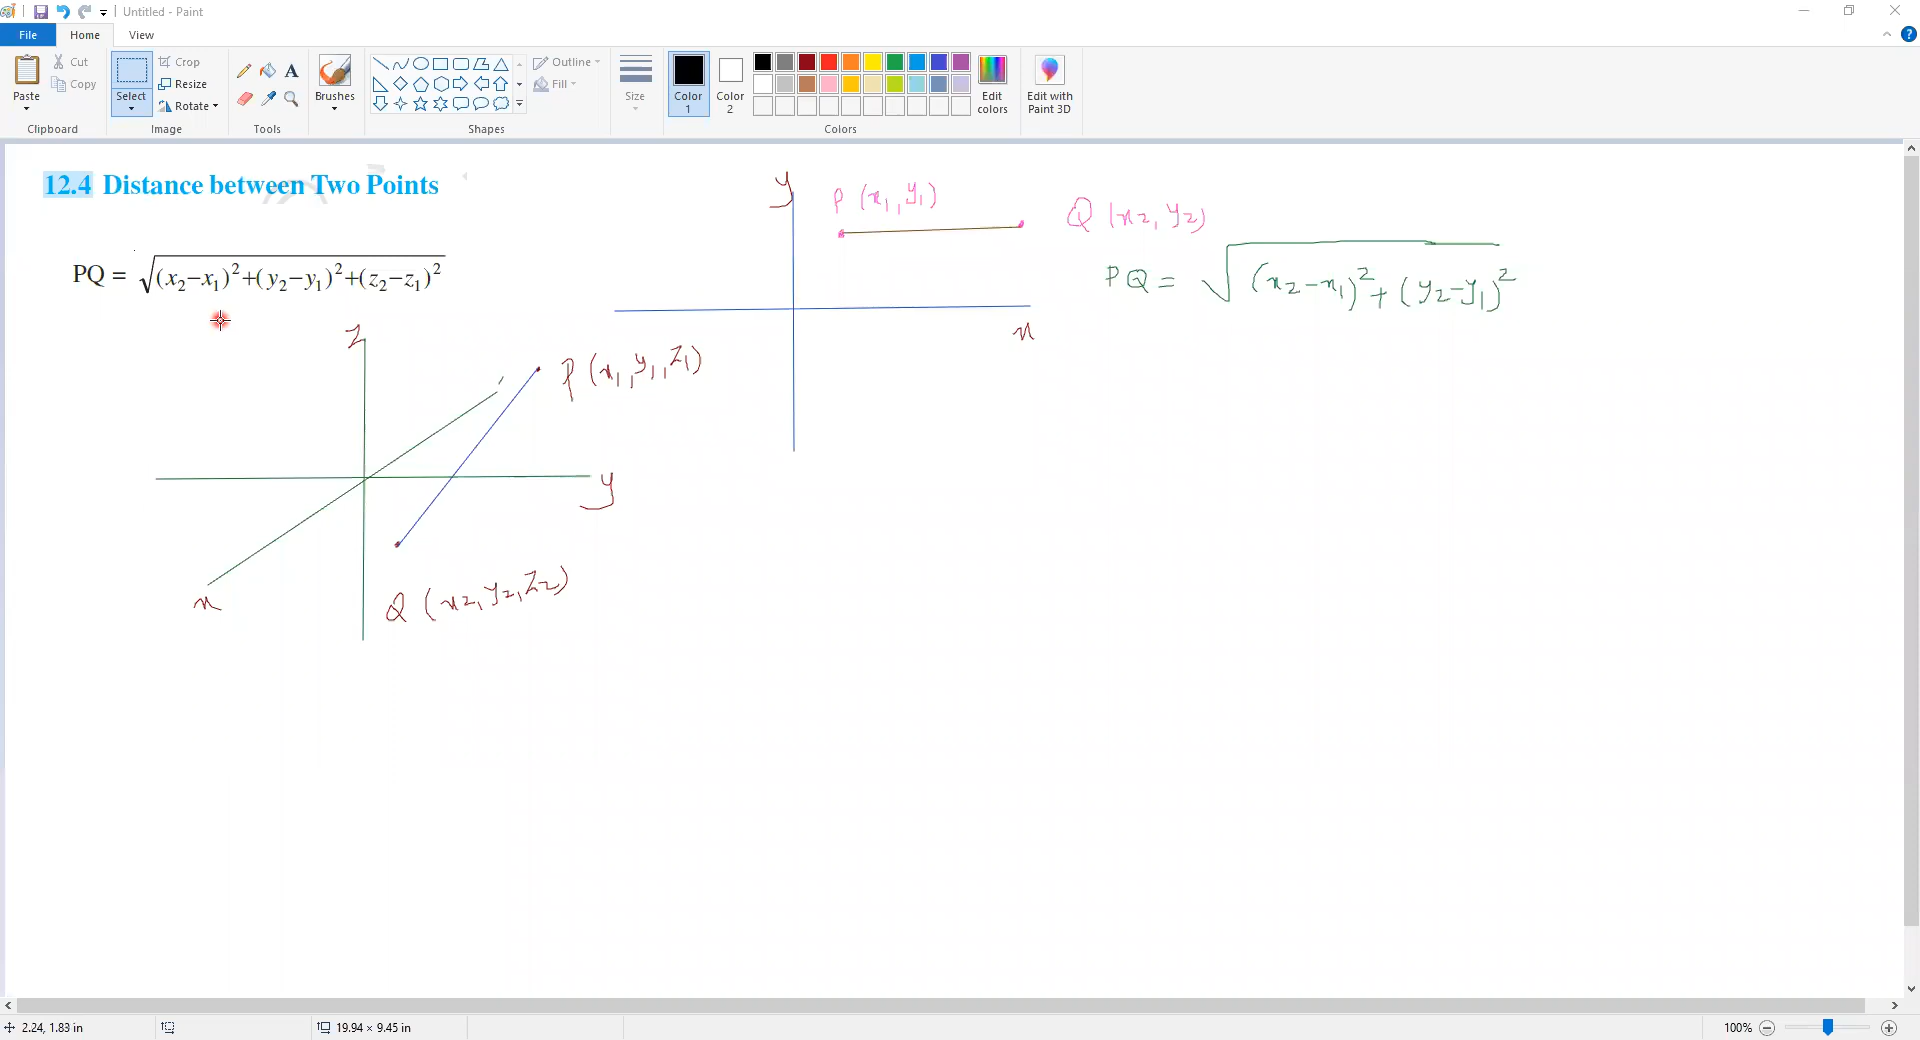 Untitled - Paint
File Home View
Paste
Cut
Copy
Clipboard
Select
Crop
Resize
Rotate
Image
A
Tools
Brushes
Shapes
Outline
Fill
Size
Color 1
Color 2
Edit colors
Edit with Paint 3D
Colors
12.4 Distance between Two Points
PQ = √(x₂−x₁)²+(y₂−y₁)²+(z₂−z₁)²
y
P (x₁, y₁)
Q (x₂, y₂)
PQ = √(x₂−x₁)²+(y₂−y₁)²
x
z
P (x₁, y₁, z₁)
y
x
Q (x₂, y₂, z₂)
2.24, 1.83 in
19.94 × 9.45 in
100%